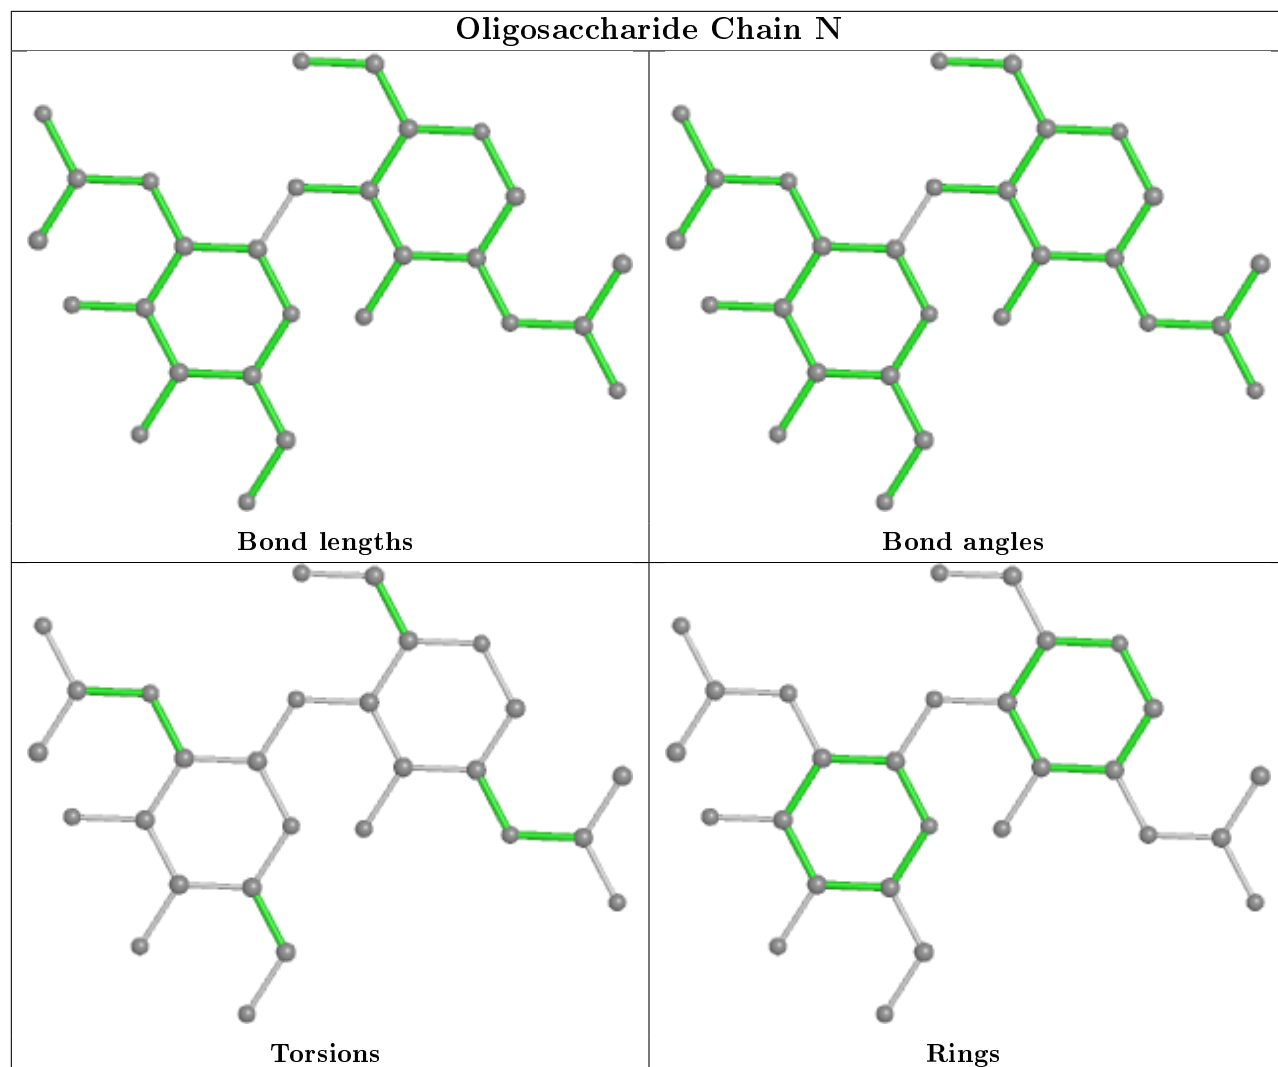 Oligosaccharide Chain N
Bond lengths
Bond angles
Torsions
Rings